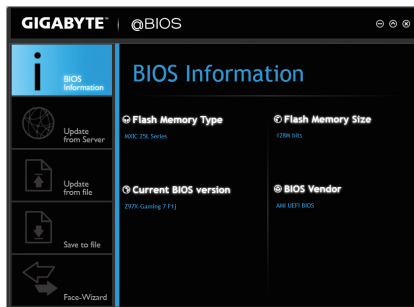 GIGABYTE™ @BIOS
BIOS
Information
Update
from Server
Update
from file
Save to file
Face-Wizard
BIOS Information
Flash Memory Type
MXIC 25L Series
Flash Memory Size
128M bits
Current BIOS version
Z97X-Gaming 7 F1j
BIOS Vendor
AMI UEFI BIOS